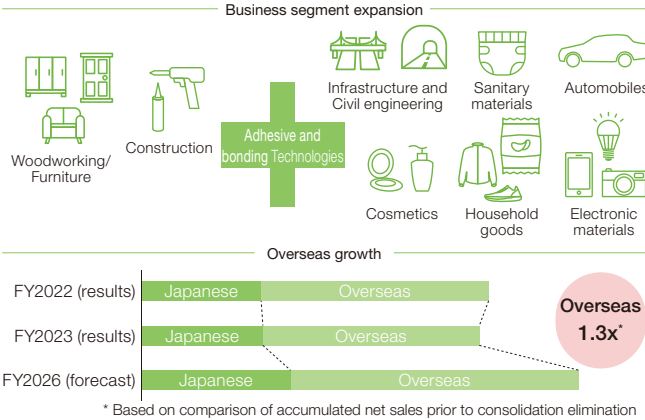 Business segment expansion
Woodworking/
Furniture
Construction
Adhesive and
bonding Technologies
Infrastructure and
Civil engineering
Sanitary
materials
Automobiles
Cosmetics
Household
goods
Electronic
materials
Overseas growth
FY2022 (results) Japanese Overseas
FY2023 (results) Japanese Overseas
FY2026 (forecast) Japanese Overseas
Overseas
1.3x*
* Based on comparison of accumulated net sales prior to consolidation elimination